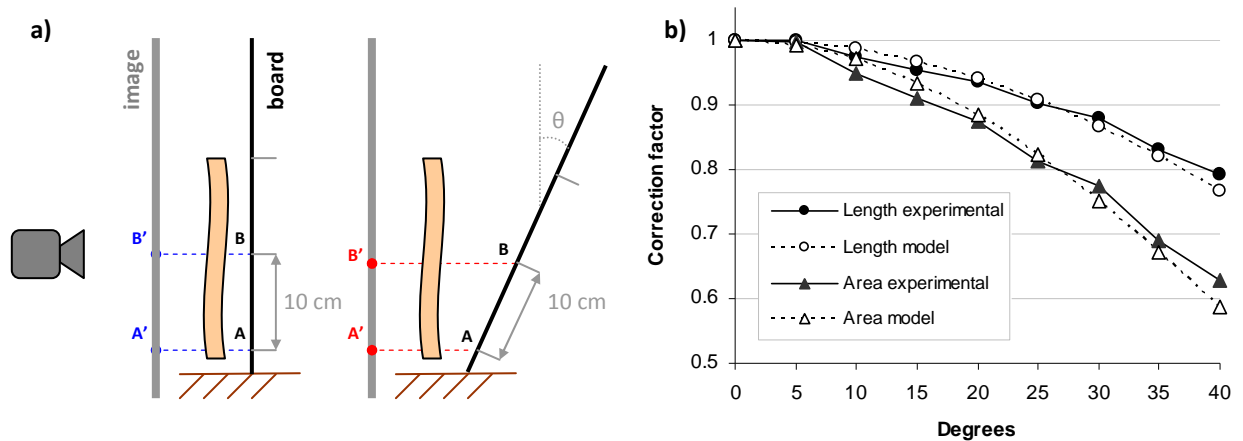 a)
image
board
B'
B
10 cm
A'
A
θ
B'
B
10 cm
A'
A
b)
Correction factor
1
0.9
0.8
0.7
0.6
0.5
Length experimental
Length model
Area experimental
Area model
0 5 10 15 20 25 30 35 40
Degrees